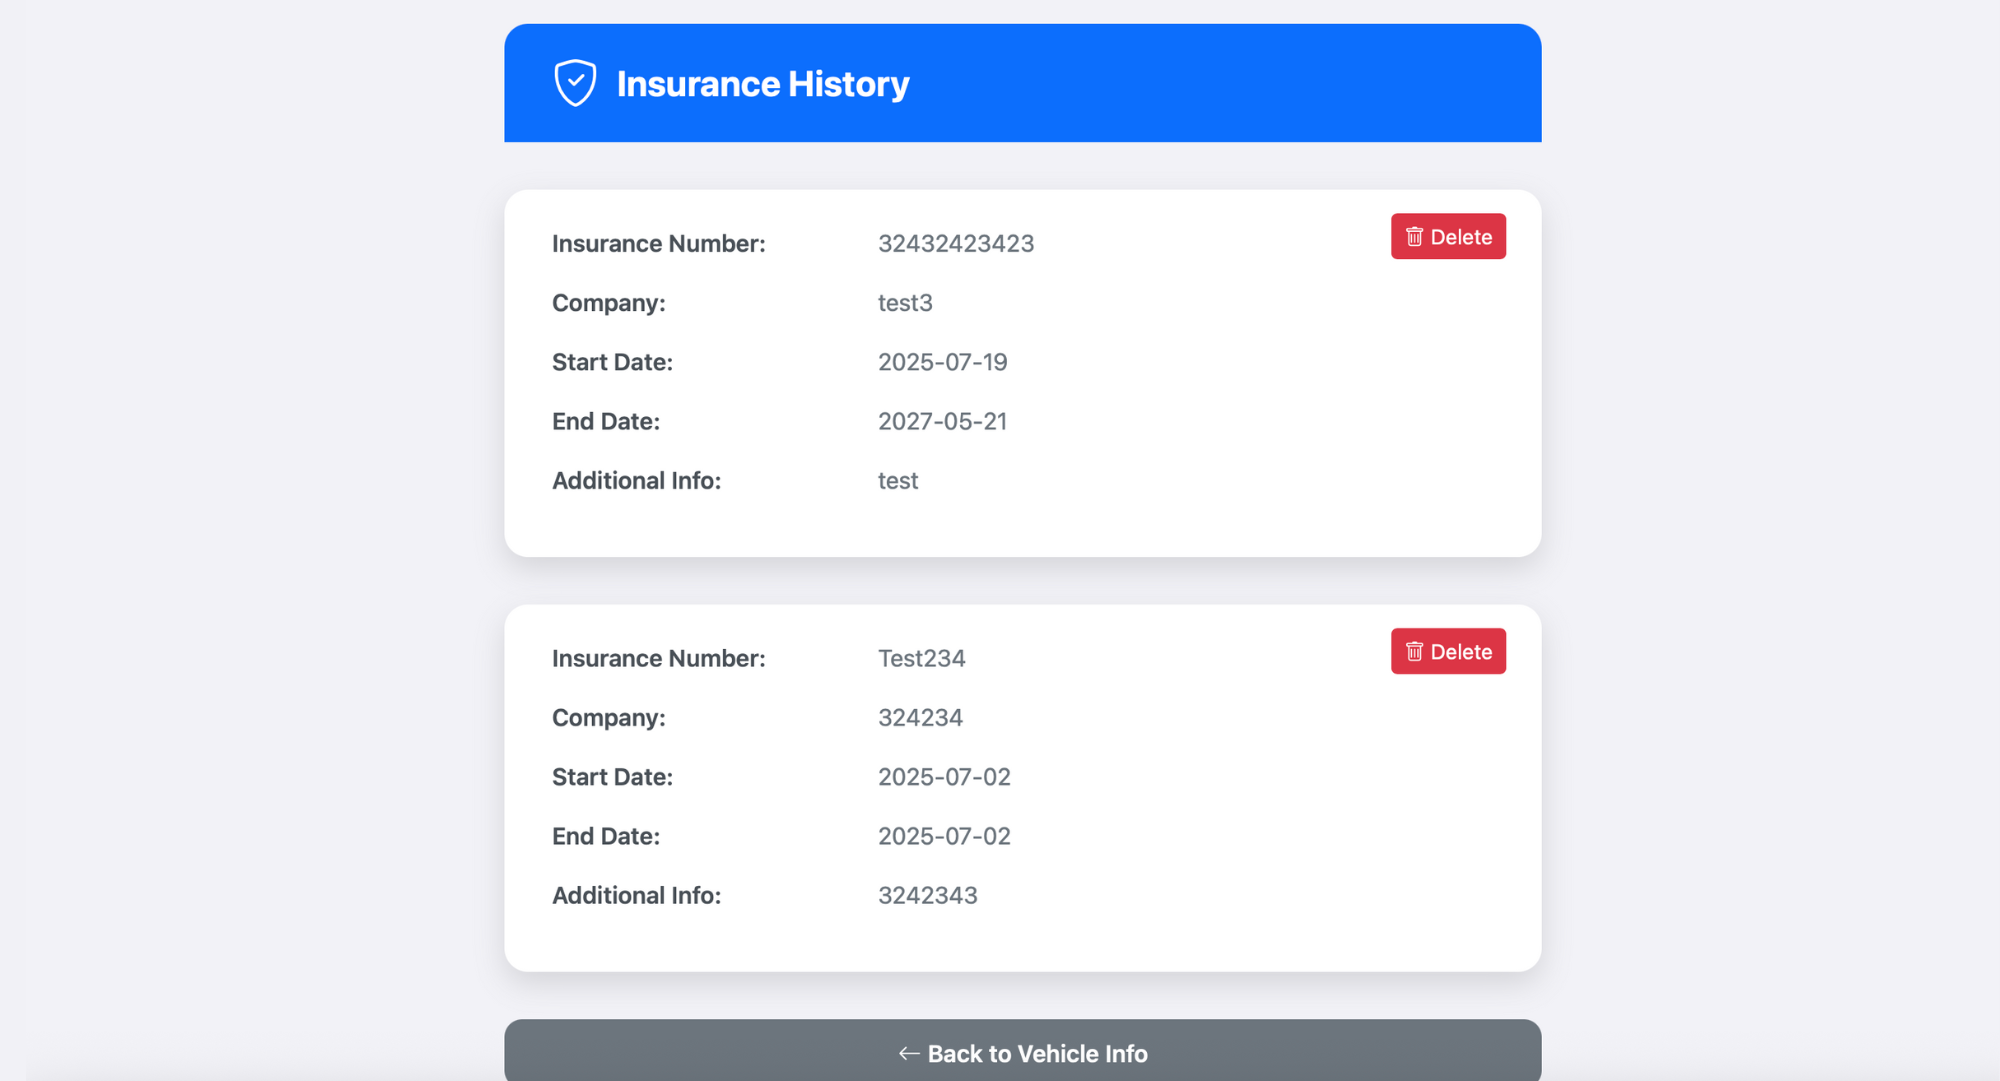 Insurance History
Insurance Number: 32432423423
Delete
Company: test3
Start Date: 2025-07-19
End Date: 2027-05-21
Additional Info: test
Insurance Number: Test234
Delete
Company: 324234
Start Date: 2025-07-02
End Date: 2025-07-02
Additional Info: 3242343
← Back to Vehicle Info